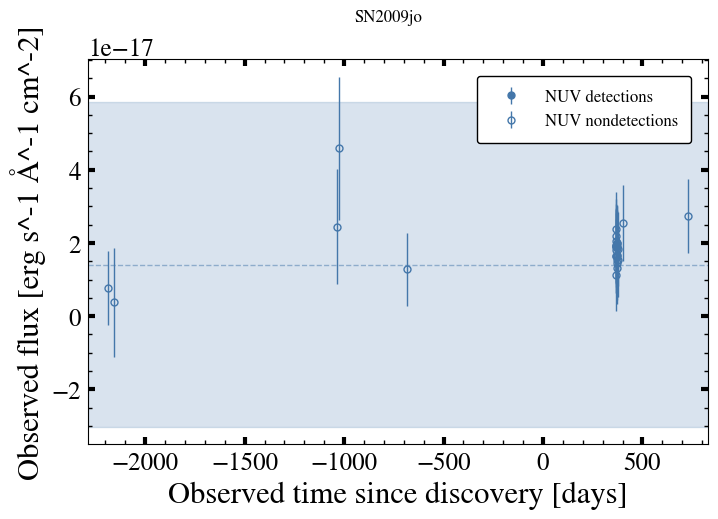 SN2009jo
1e−17
NUV detections
NUV nondetections
6
4
2
0
−2
Observed flux [erg s^-1 Å^-1 cm^-2]
−2000 −1500 −1000 −500 0 500
Observed time since discovery [days]